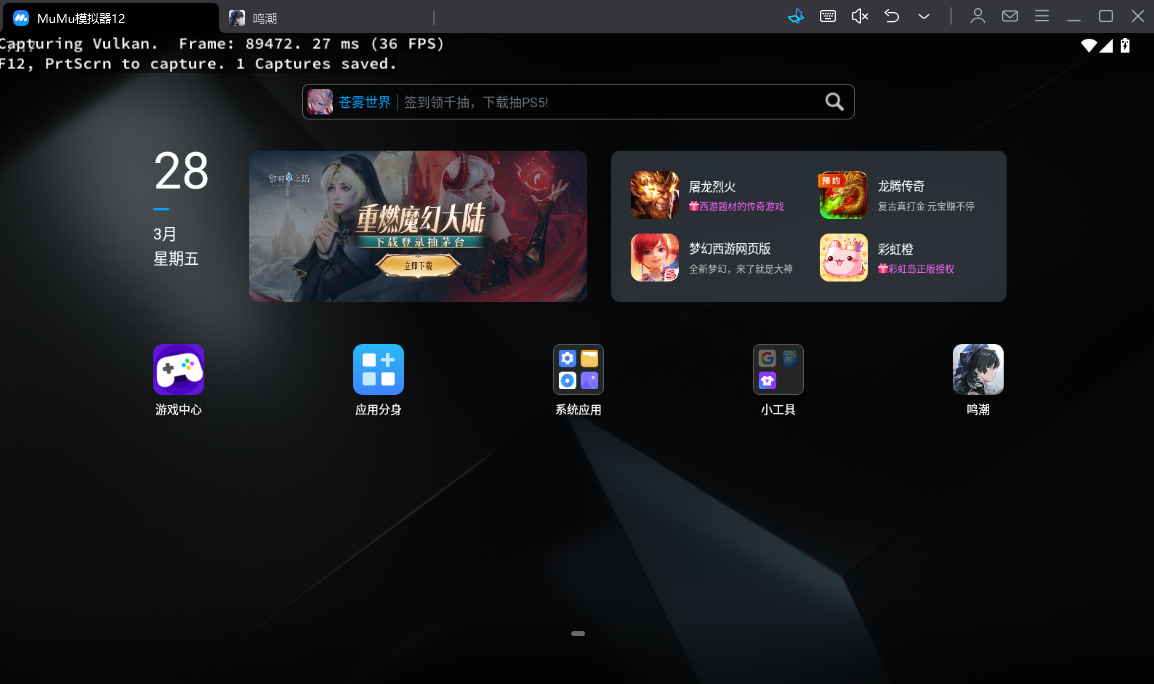 MuMu模拟器12
鸣潮
Capturing Vulkan.  Frame: 89472. 27 ms (36 FPS)
F12, PrtScrn to capture. 1 Captures saved.
苍雾世界
签到领千抽，下载抽PS5!
28
3月
星期五
重燃魔幻大陆
下载登录抽茅台
立即下载
屠龙烈火
西游题材的传奇游戏
预约
龙腾传奇
复古真打金 元宝赚不停
梦幻西游网页版
全新梦幻，来了就是大神
彩虹橙
彩虹岛正版授权
游戏中心
应用分身
系统应用
小工具
鸣潮